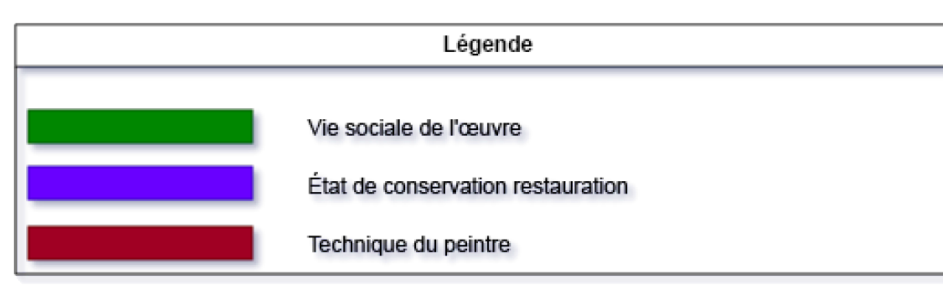 Légende
Vie sociale de l'œuvre
État de conservation restauration
Technique du peintre